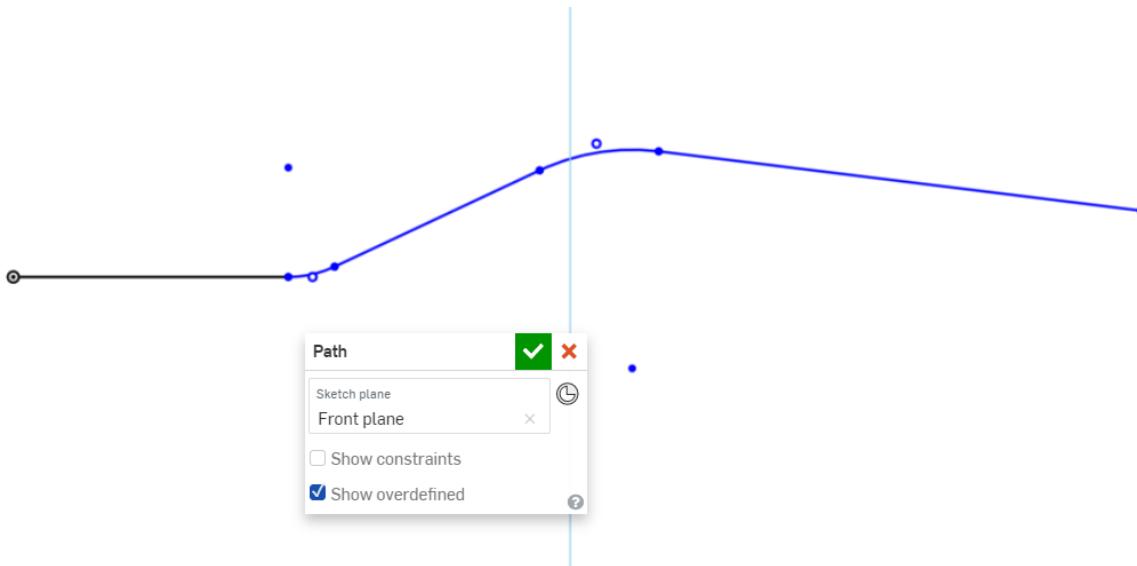 Path
Sketch plane
Front plane
Show constraints
Show overdefined
?